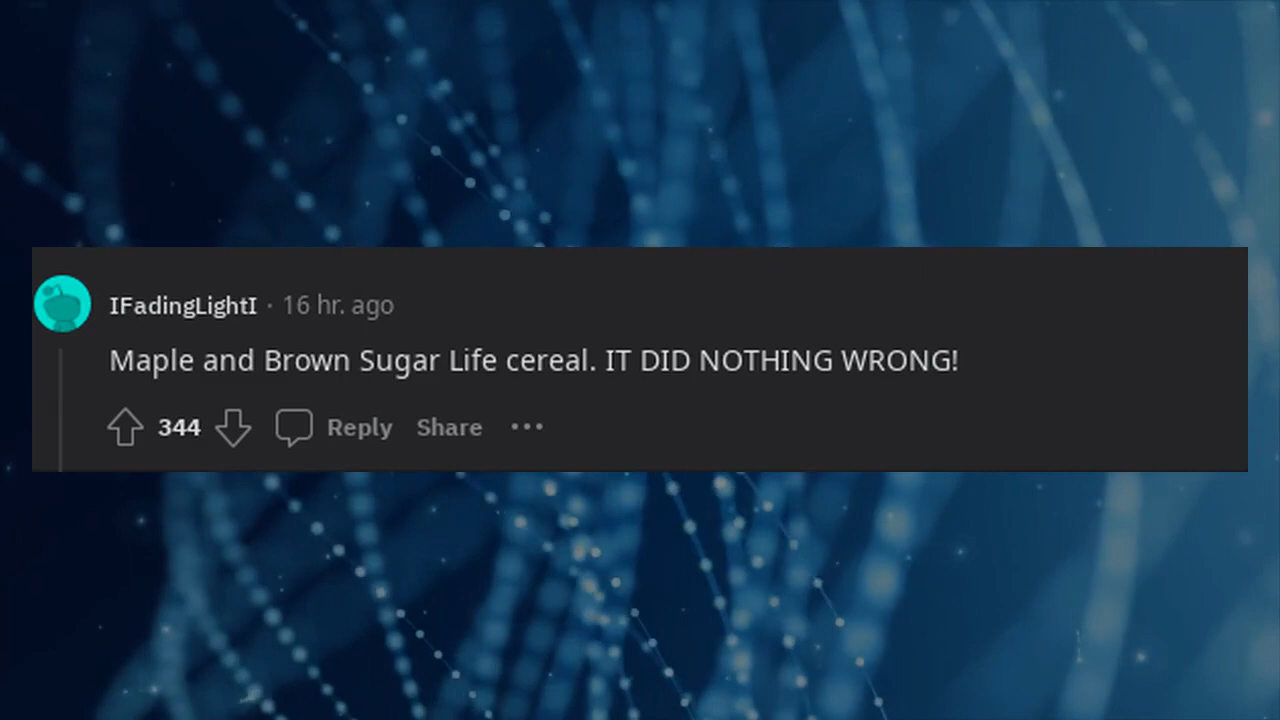 IFadingLightI · 16 hr. ago
Maple and Brown Sugar Life cereal. IT DID NOTHING WRONG!
344 Reply Share •••